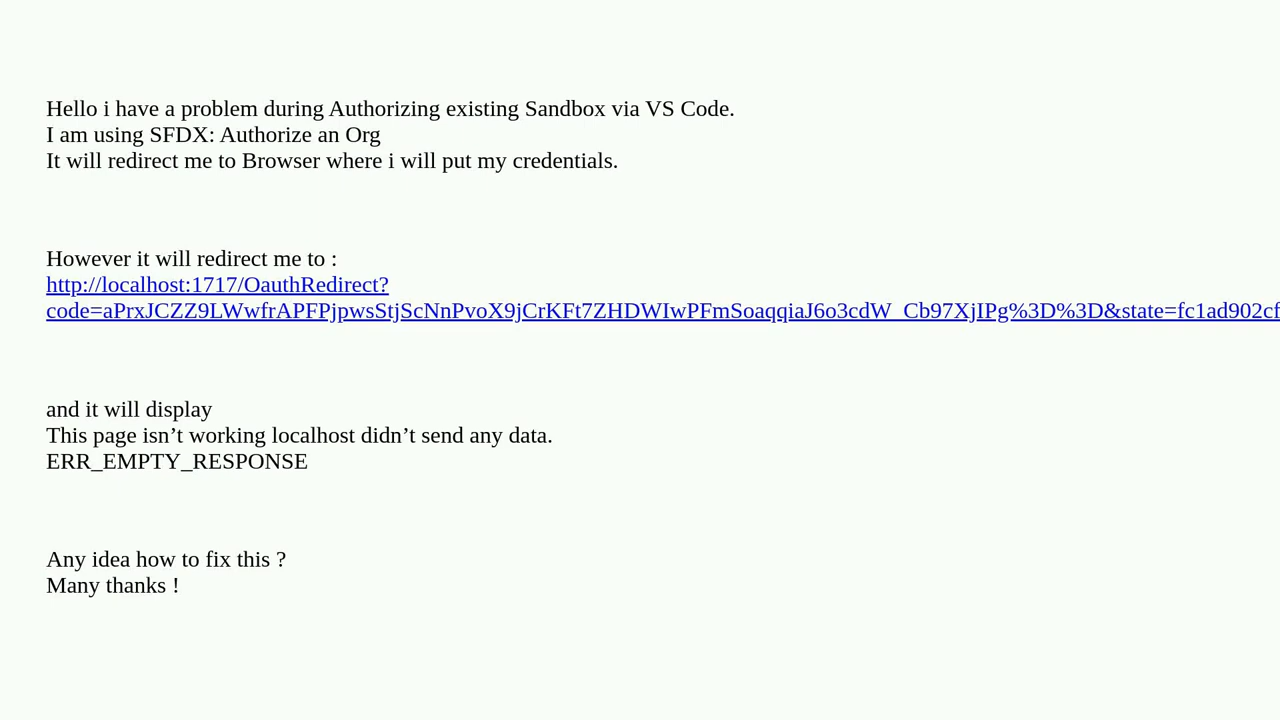 Hello i have a problem during Authorizing existing Sandbox via VS Code.
I am using SFDX: Authorize an Org
It will redirect me to Browser where i will put my credentials.
However it will redirect me to :
http://localhost:1717/OauthRedirect?
code=aPrxJCZZ9LWwfrAPFPjpwsStjScNnPvoX9jCrKFt7ZHDWIwPFmSoaqqiaJ6o3cdW_Cb97XjIPg%3D%3D&state=fc1ad902cf
and it will display
This page isn’t working localhost didn’t send any data.
ERR_EMPTY_RESPONSE
Any idea how to fix this ?
Many thanks !